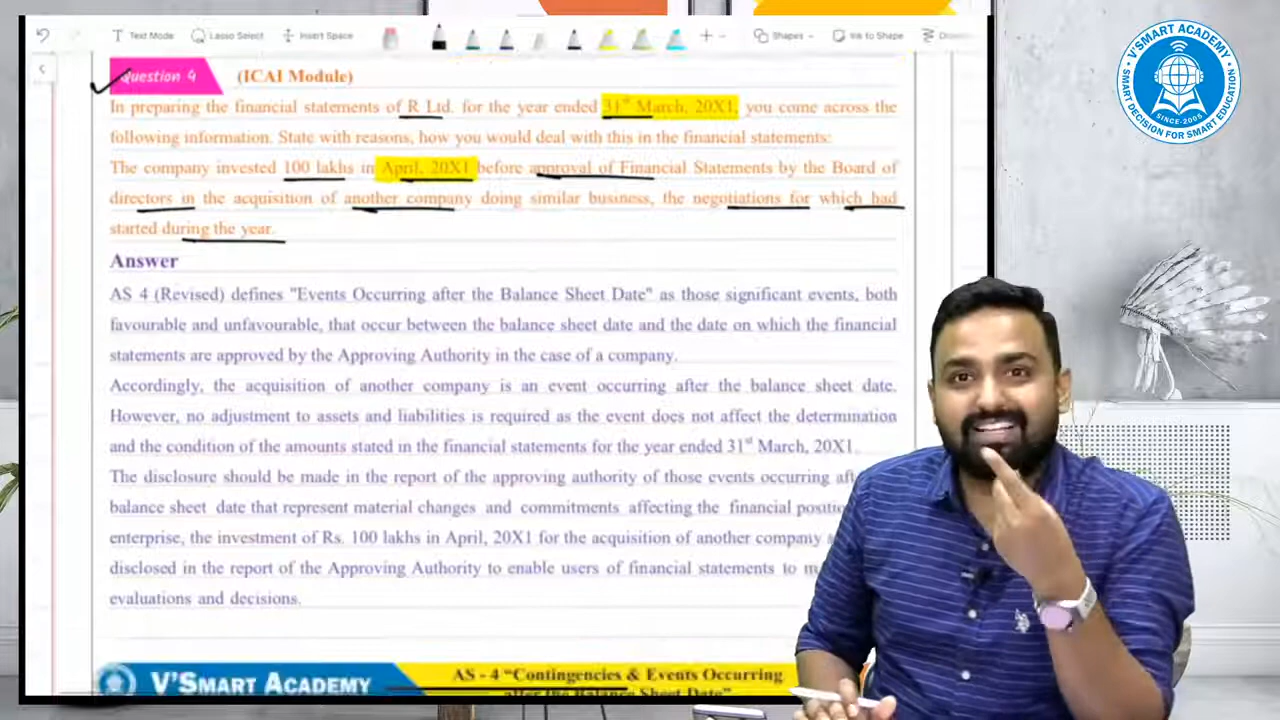 Text Mode Lasso Select Insert Space Shapes Ink to Shape
Question 4 (ICAI Module)
In preparing the financial statements of R Ltd. for the year ended 31st March, 20X1, you come across the
following information. State with reasons, how you would deal with this in the financial statements:
The company invested 100 lakhs in April, 20X1 before approval of Financial Statements by the Board of
directors in the acquisition of another company doing similar business, the negotiations for which had
started during the year.
Answer
AS 4 (Revised) defines "Events Occurring after the Balance Sheet Date" as those significant events, both
favourable and unfavourable, that occur between the balance sheet date and the date on which the financial
statements are approved by the Approving Authority in the case of a company.
Accordingly, the acquisition of another company is an event occurring after the balance sheet date.
However, no adjustment to assets and liabilities is required as the event does not affect the determination
and the condition of the amounts stated in the financial statements for the year ended 31st March, 20X1.
The disclosure should be made in the report of the approving authority of those events occurring
balance sheet date that represent material changes and commitments affecting the financial
enterprise, the investment of Rs. 100 lakhs in April, 20X1 for the acquisition of another company
disclosed in the report of the Approving Authority to enable users of financial statements to
evaluations and decisions.
V'SMART ACADEMY
AS - 4 “Contingencies & Events Occurring
after the Balance Sheet Date”
V'SMART ACADEMY
SINCE-2005
SMART DECISION FOR SMART EDUCATION